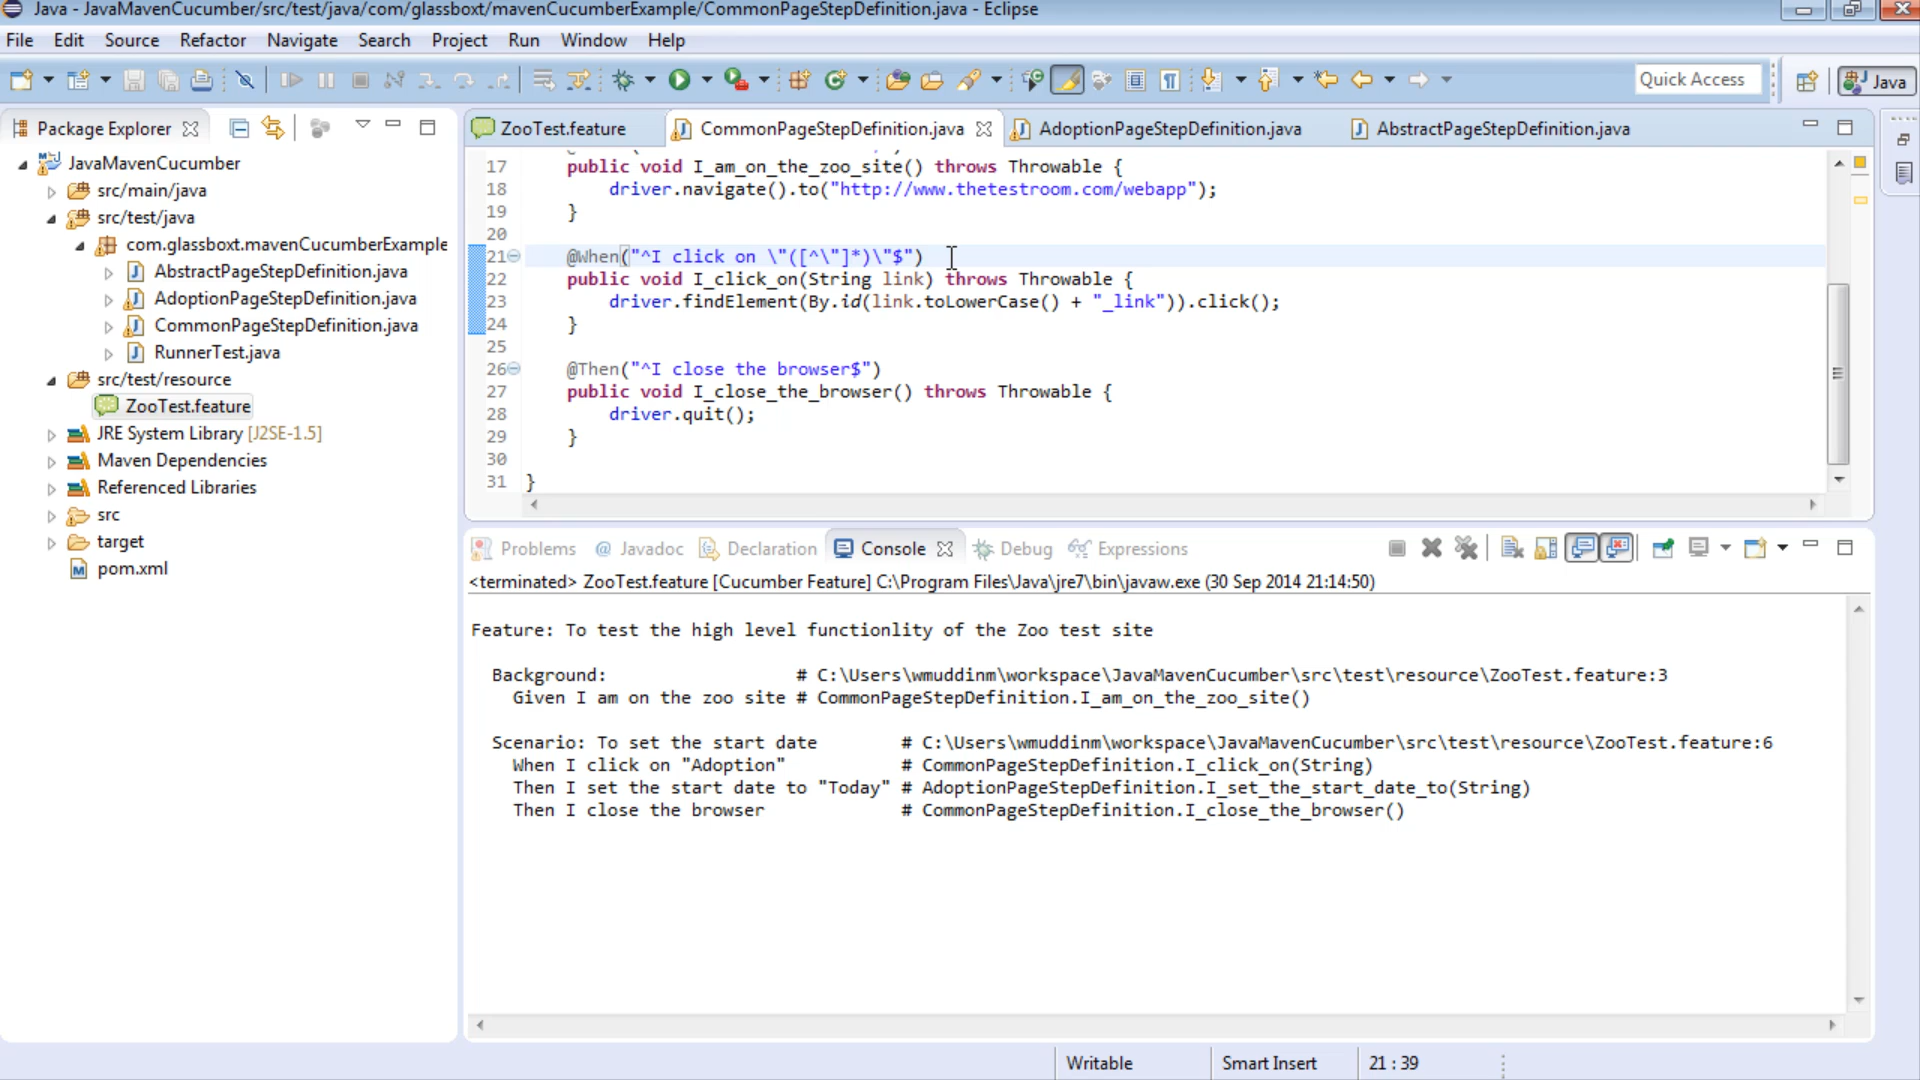 Java - JavaMavenCucumber/src/test/java/com/glassboxt/mavenCucumberExample/CommonPageStepDefinition.java - Eclipse
File Edit Source Refactor Navigate Search Project Run Window Help
Quick Access
Java
Package Explorer
JavaMavenCucumber
src/main/java
src/test/java
com.glassboxt.mavenCucumberExample
AbstractPageStepDefinition.java
AdoptionPageStepDefinition.java
CommonPageStepDefinition.java
RunnerTest.java
src/test/resource
ZooTest.feature
JRE System Library [J2SE-1.5]
Maven Dependencies
Referenced Libraries
src
target
pom.xml
ZooTest.feature CommonPageStepDefinition.java AdoptionPageStepDefinition.java AbstractPageStepDefinition.java
17 public void I_am_on_the_zoo_site() throws Throwable {
18 driver.navigate().to("http://www.thetestroom.com/webapp");
19 }
20
21 @When("^I click on \"([^\"]*)\"$")
22 public void I_click_on(String link) throws Throwable {
23 driver.findElement(By.id(link.toLowerCase() + "_link")).click();
24 }
25
26 @Then("^I close the browser$")
27 public void I_close_the_browser() throws Throwable {
28 driver.quit();
29 }
30
31 }
Problems @ Javadoc Declaration Console Debug Expressions
<terminated> ZooTest.feature [Cucumber Feature] C:\Program Files\Java\jre7\bin\javaw.exe (30 Sep 2014 21:14:50)
Feature: To test the high level functionlity of the Zoo test site
Background: # C:\Users\wmuddinm\workspace\JavaMavenCucumber\src\test\resource\ZooTest.feature:3
Given I am on the zoo site # CommonPageStepDefinition.I_am_on_the_zoo_site()
Scenario: To set the start date # C:\Users\wmuddinm\workspace\JavaMavenCucumber\src\test\resource\ZooTest.feature:6
When I click on "Adoption" # CommonPageStepDefinition.I_click_on(String)
Then I set the start date to "Today" # AdoptionPageStepDefinition.I_set_the_start_date_to(String)
Then I close the browser # CommonPageStepDefinition.I_close_the_browser()
Writable Smart Insert 21 : 39